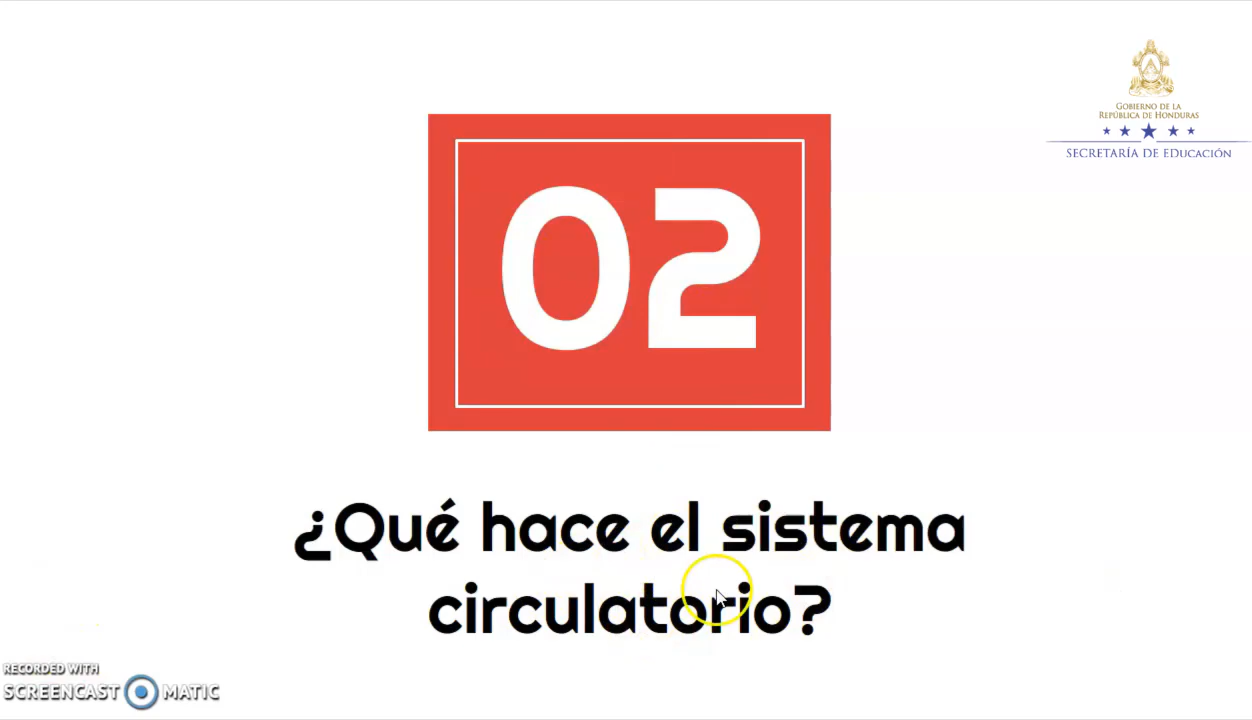 GOBIERNO DE LA
REPÚBLICA DE HONDURAS
SECRETARÍA DE EDUCACIÓN
02
¿Qué hace el sistema
circulatorio?
RECORDED WITH
SCREENCAST MATIC